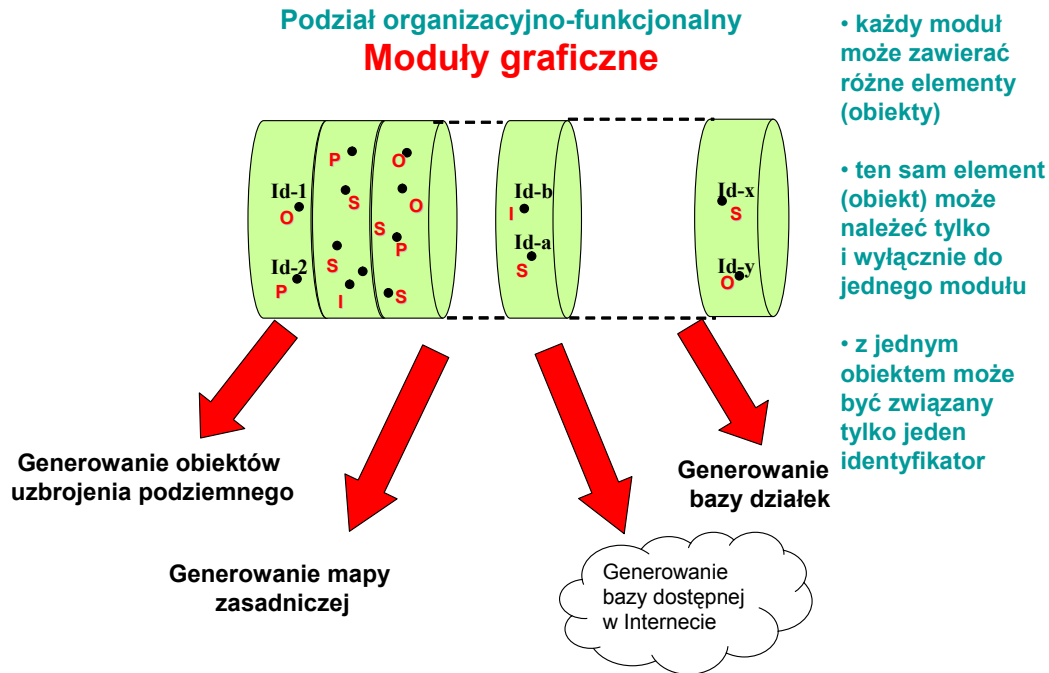 Podział organizacyjno-funkcjonalny
Moduły graficzne
• każdy moduł
może zawierać
różne elementy
(obiekty)
• ten sam element
(obiekt) może
należeć tylko
i wyłącznie do
jednego modułu
• z jednym
obiektem może
być związany
tylko jeden
identyfikator
Id-1
O
Id-2
P
P
S
S
I
O
O
S
P
S
Id-b
I
Id-a
S
Id-x
S
Id-y
O
Generowanie obiektów
uzbrojenia podziemnego
Generowanie mapy
zasadniczej
Generowanie
bazy dostępnej
w Internecie
Generowanie
bazy działek